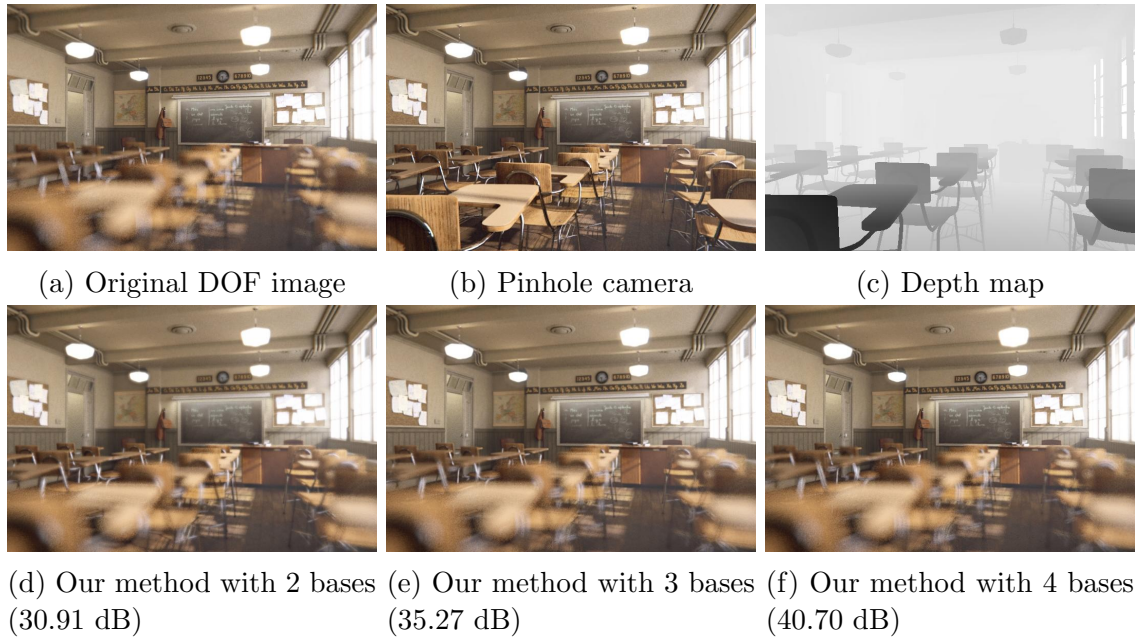 (a) Original DOF image
(b) Pinhole camera
(c) Depth map
(d) Our method with 2 bases
(30.91 dB)
(e) Our method with 3 bases
(35.27 dB)
(f) Our method with 4 bases
(40.70 dB)